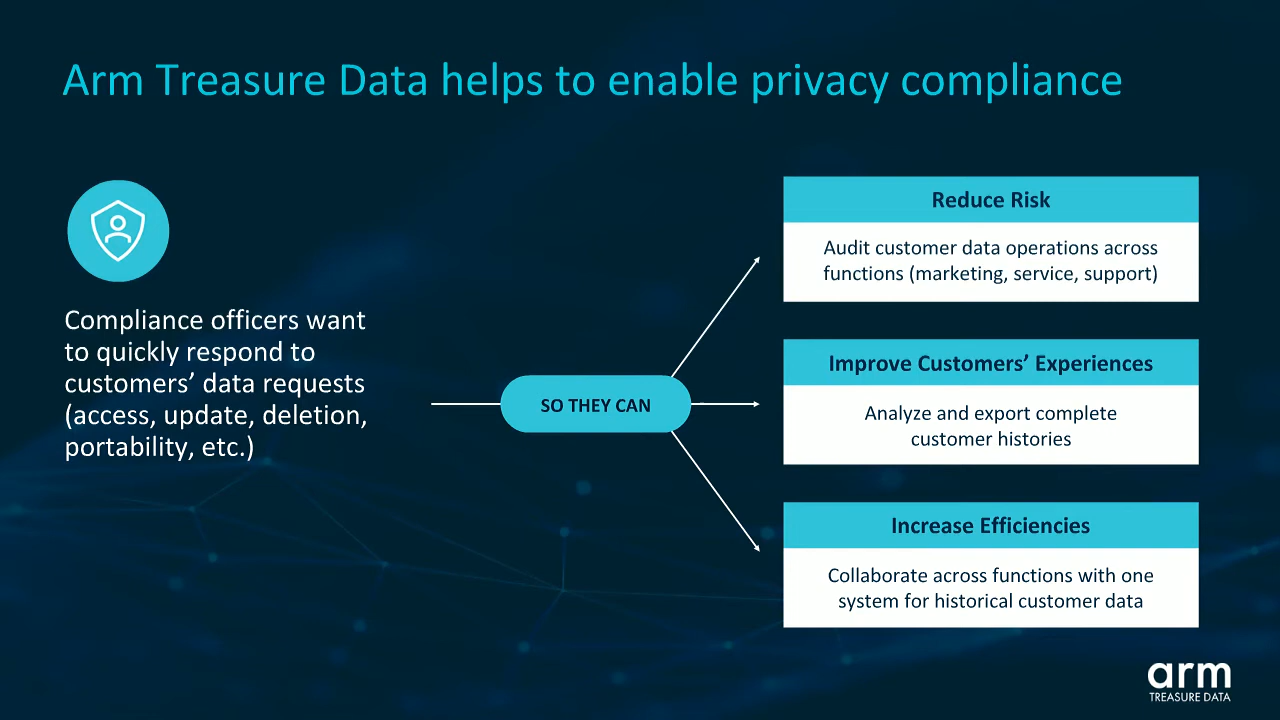 Arm Treasure Data helps to enable privacy compliance
Compliance officers want
to quickly respond to
customers’ data requests
(access, update, deletion,
portability, etc.)
SO THEY CAN
Reduce Risk
Audit customer data operations across
functions (marketing, service, support)
Improve Customers’ Experiences
Analyze and export complete
customer histories
Increase Efficiencies
Collaborate across functions with one
system for historical customer data
arm
TREASURE DATA